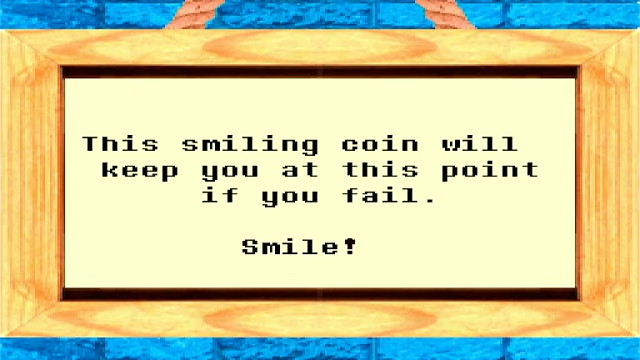 This smiling coin will
keep you at this point
if you fail.
Smile!